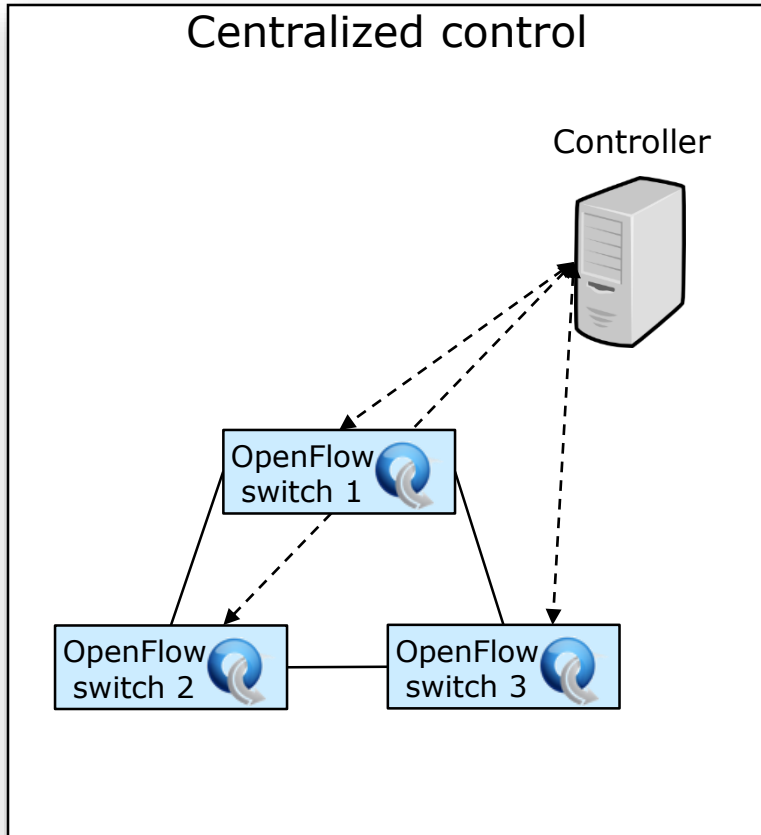 Centralized control
Controller
OpenFlow
switch 1
OpenFlow
switch 2
OpenFlow
switch 3